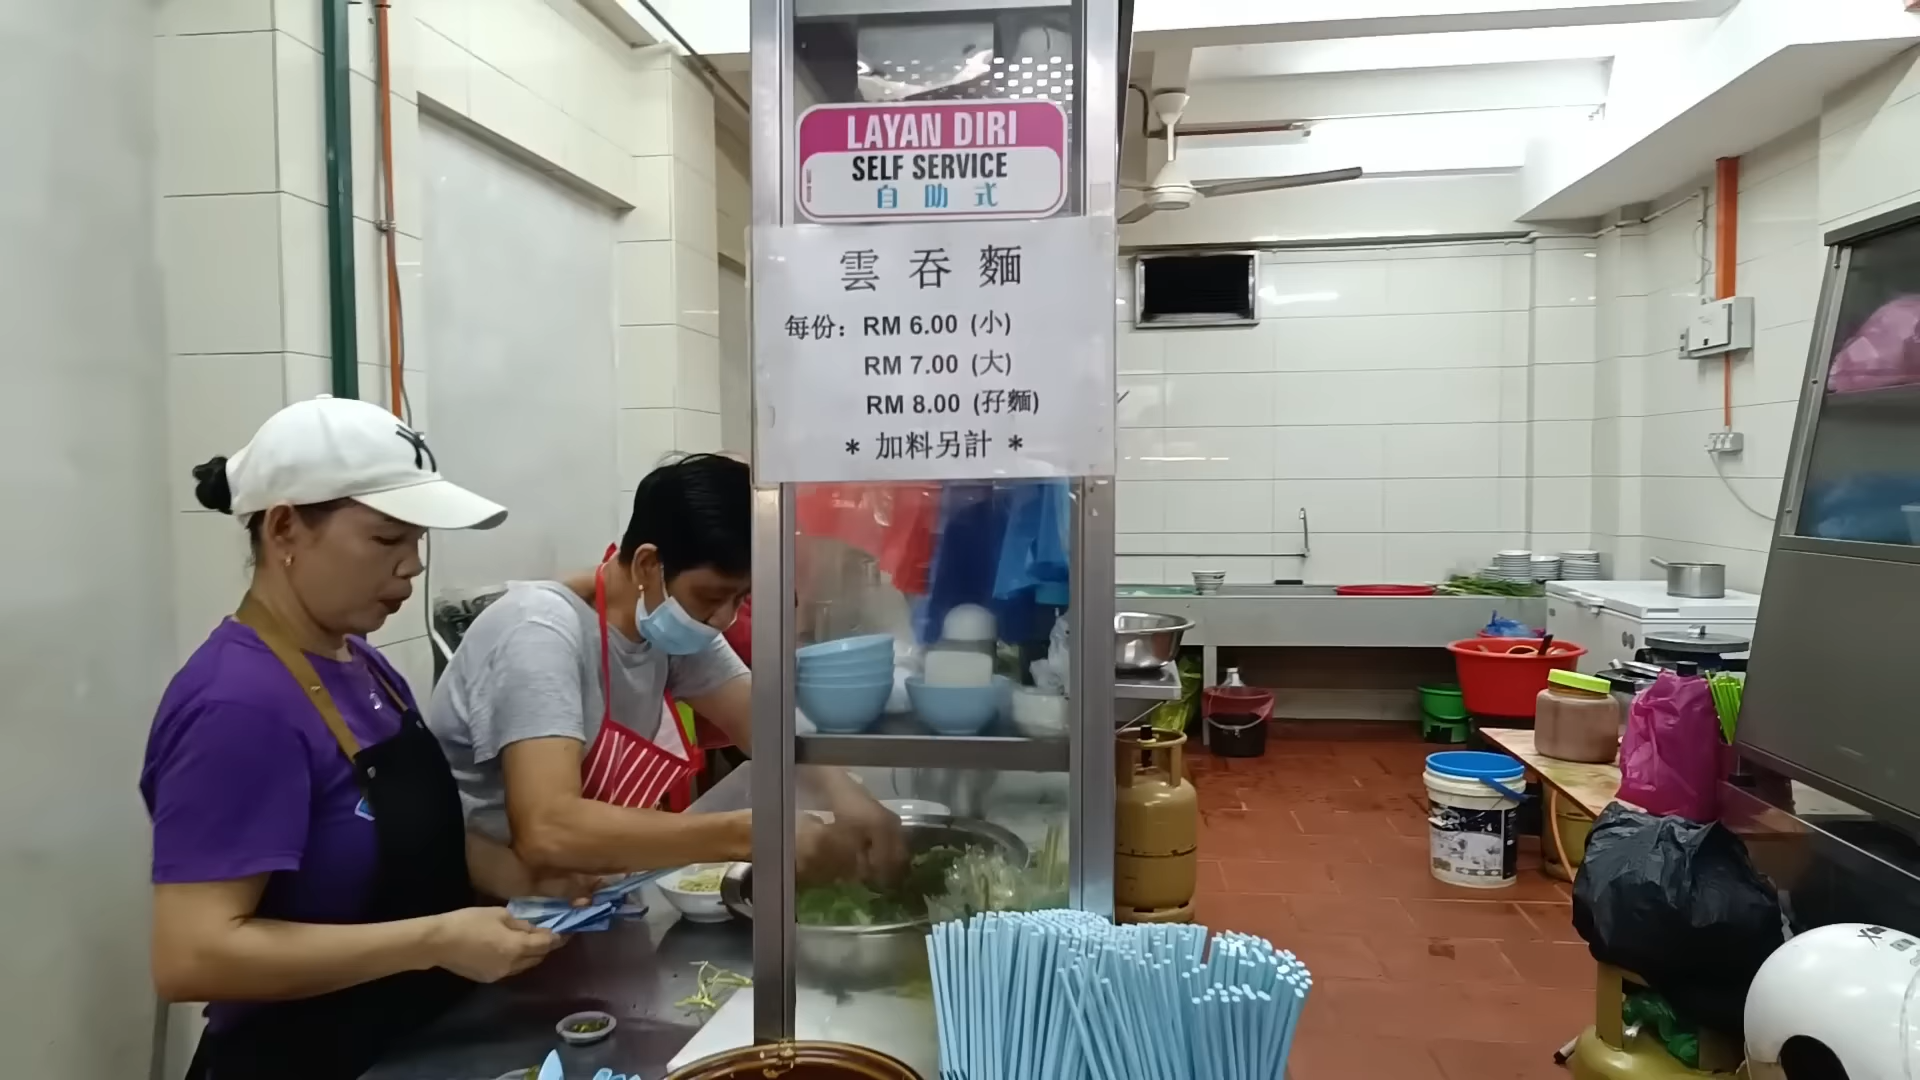 LAYAN DIRI
SELF SERVICE
自助式
雲吞麵
每份: RM 6.00 (小)
RM 7.00 (大)
RM 8.00 (孖麵)
* 加料另計 *